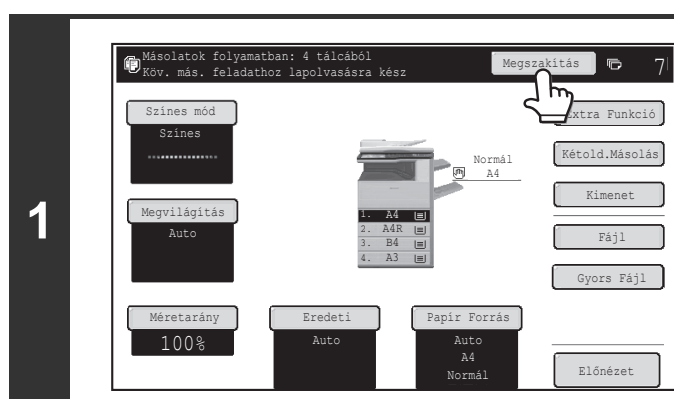 1
Másolatok folyamatban: 4 tálcából
Köv. más. feladathoz lapolvasásra kész
Megszakítás
7
Színes mód
Színes
Megvilágítás
Auto
Méretarány
100%
Normál
A4
1. A4
2. A4R
3. B4
4. A3
Eredeti
Auto
Papír Forrás
Auto
A4
Normál
Extra Funkció
Kétold.Másolás
Kimenet
Fájl
Gyors Fájl
Előnézet